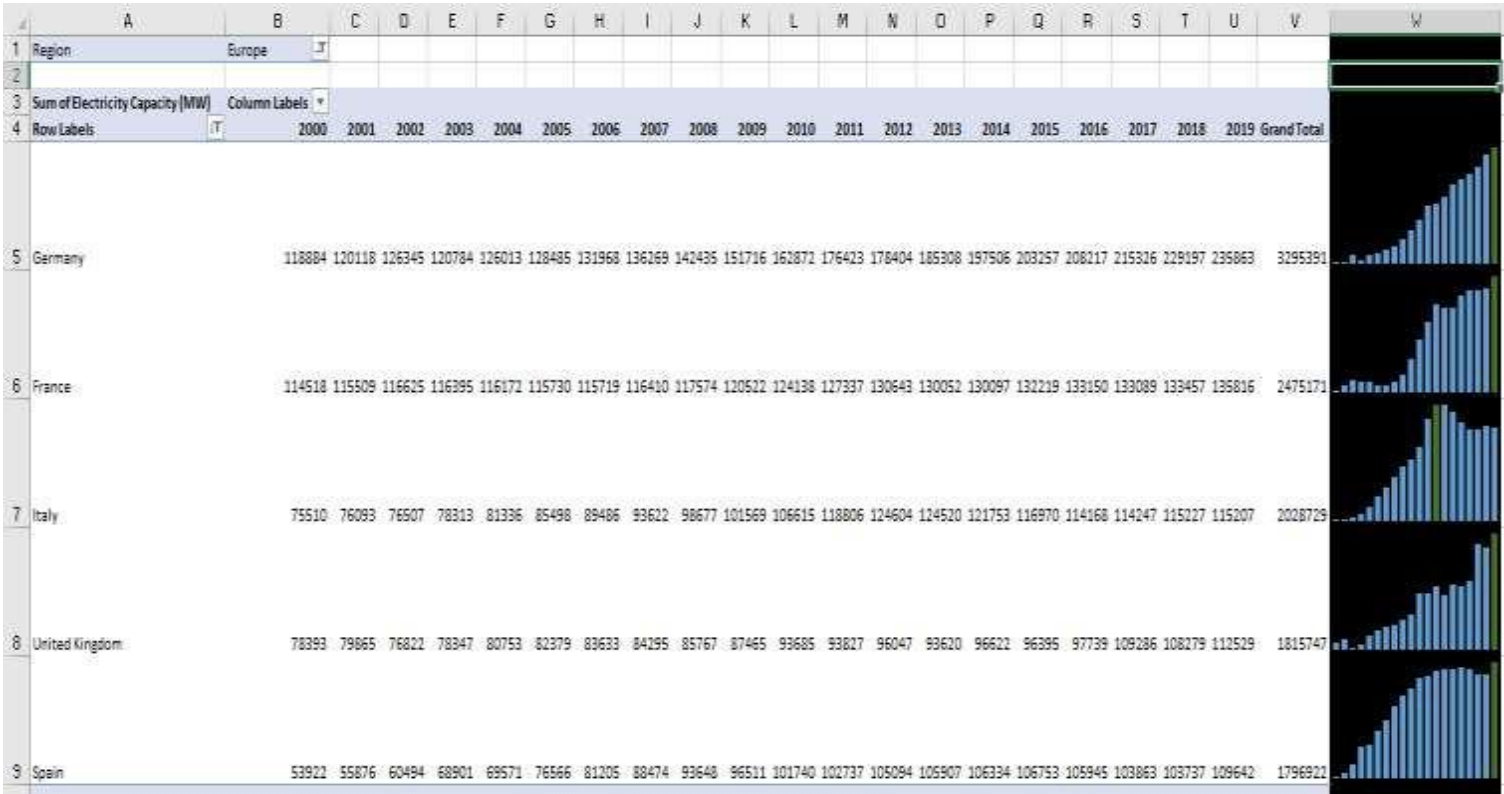 A B C D E F G H I J K L M N O P Q R S T U V W
1 Region Europe
2
3 Sum of Electricity Capacity (MW) Column Labels
4 Row Labels 2000 2001 2002 2003 2004 2005 2006 2007 2008 2009 2010 2011 2012 2013 2014 2015 2016 2017 2018 2019 Grand Total
5 Germany 118884 120118 126345 120784 126013 128485 131968 136269 142435 151716 162872 176423 178404 185308 197506 203257 208217 215326 229197 235863 3295391
6 France 114518 115509 116625 116395 116172 115730 115719 116410 117574 120522 124138 127337 130643 130052 130097 132219 133150 133089 133457 135816 2475171
7 Italy 75510 76093 76507 78313 81336 85498 89486 93622 98677 101569 106615 118806 124604 124520 121753 116970 114168 114247 115227 115207 2028729
8 United Kingdom 78393 79865 76822 78347 80753 82379 83633 84295 85767 87465 93685 93827 96047 93620 96622 96395 97739 109286 108279 112529 1815747
9 Spain 53922 55876 60494 68901 69571 76566 81205 88474 93648 96511 101740 102737 105094 105907 106334 106753 105945 103863 103737 109642 1796922